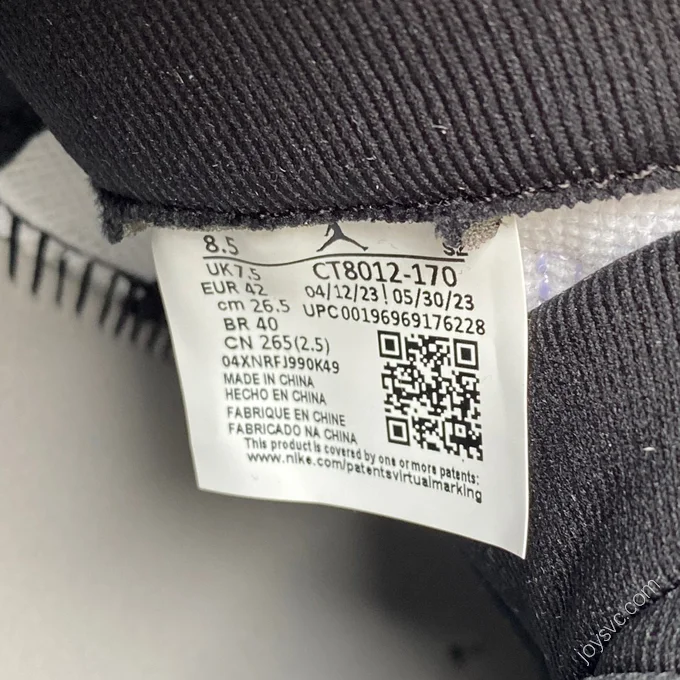 8.5
UK 7.5
EUR 42
cm 26.5
BR 40
CN 265(2.5)
04XNRFJ990K49
MADE IN CHINA
HECHO EN CHINA
FABRIQUE EN CHINE
FABRICADO NA CHINA
CT8012-170
04/12/23 ! 05/30/23
UPC00196969176228
This product is covered by one or more patents:
www.nike.com/patentsvirtualmarking
joysvc.com